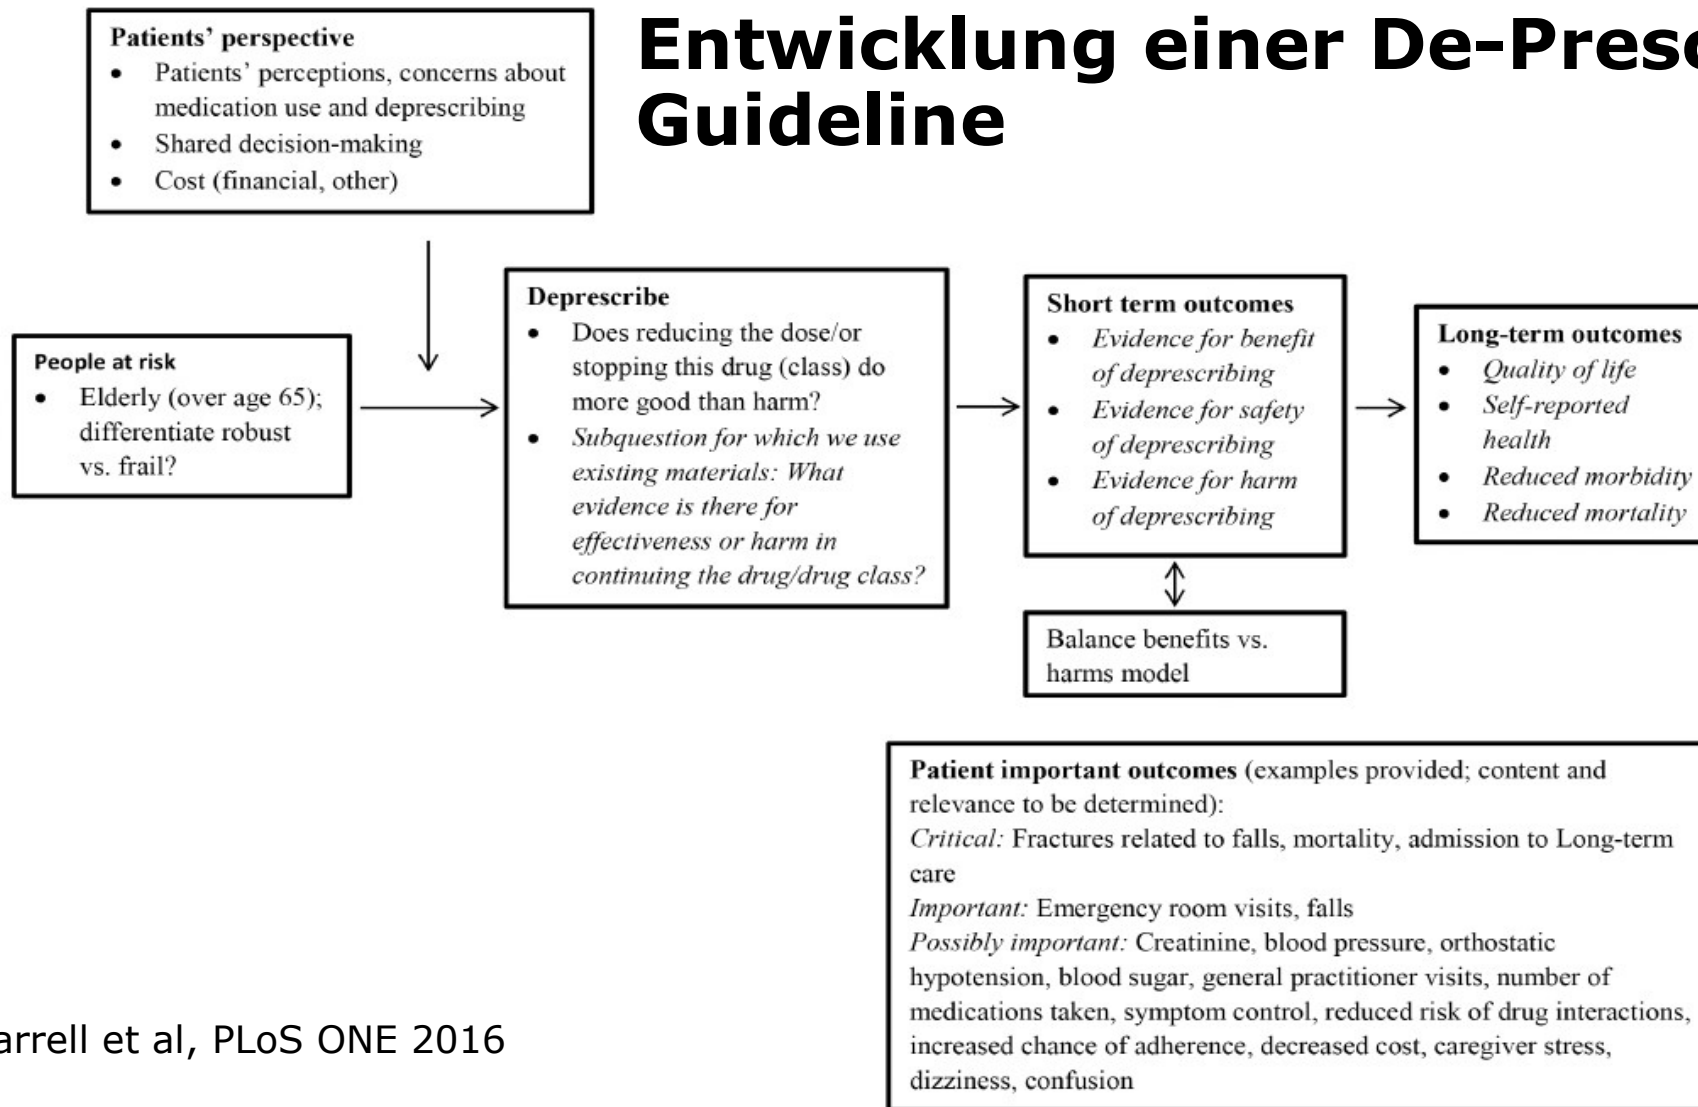 Entwicklung einer De-Presc
Guideline
Patients' perspective
• Patients' perceptions, concerns about
medication use and deprescribing
• Shared decision-making
• Cost (financial, other)
People at risk
• Elderly (over age 65);
differentiate robust
vs. frail?
Deprescribe
• Does reducing the dose/or
stopping this drug (class) do
more good than harm?
• Subquestion for which we use
existing materials: What
evidence is there for
effectiveness or harm in
continuing the drug/drug class?
Short term outcomes
• Evidence for benefit
of deprescribing
• Evidence for safety
of deprescribing
• Evidence for harm
of deprescribing
Long-term outcomes
• Quality of life
• Self-reported
health
• Reduced morbidity
• Reduced mortality
Balance benefits vs.
harms model
Patient important outcomes (examples provided; content and
relevance to be determined):
Critical: Fractures related to falls, mortality, admission to Long-term
care
Important: Emergency room visits, falls
Possibly important: Creatinine, blood pressure, orthostatic
hypotension, blood sugar, general practitioner visits, number of
medications taken, symptom control, reduced risk of drug interactions,
increased chance of adherence, decreased cost, caregiver stress,
dizziness, confusion
arrell et al, PLoS ONE 2016